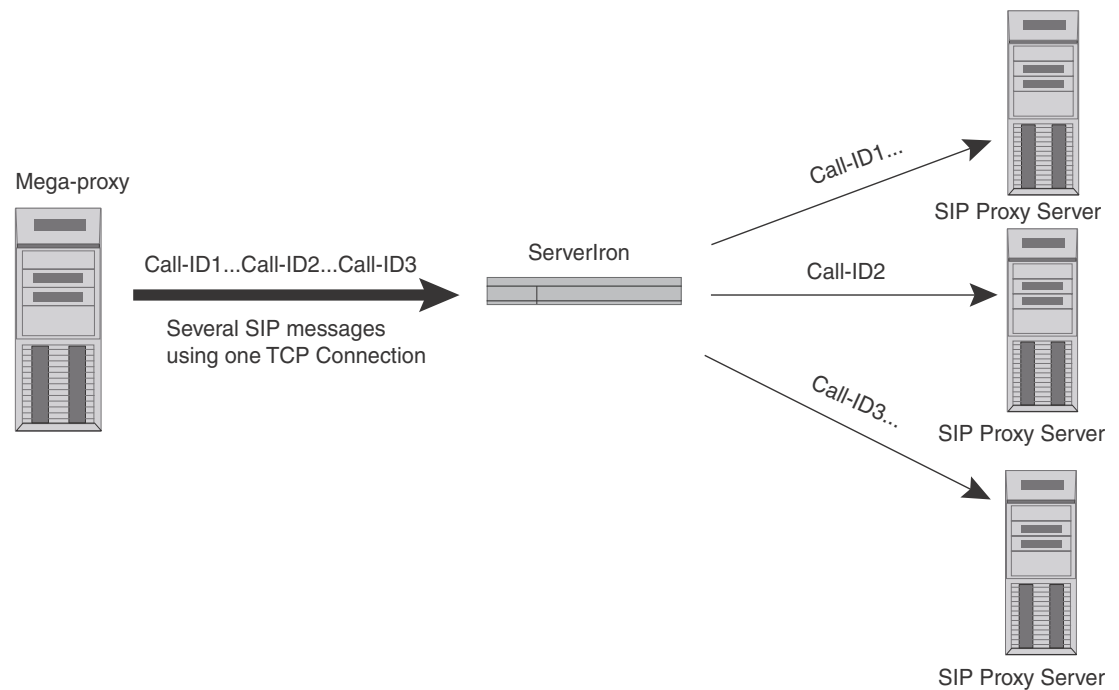 Mega-proxy
Call-ID1...Call-ID2...Call-ID3
Several SIP messages
using one TCP Connection
ServerIron
Call-ID1...
SIP Proxy Server
Call-ID2
SIP Proxy Server
Call-ID3...
SIP Proxy Server